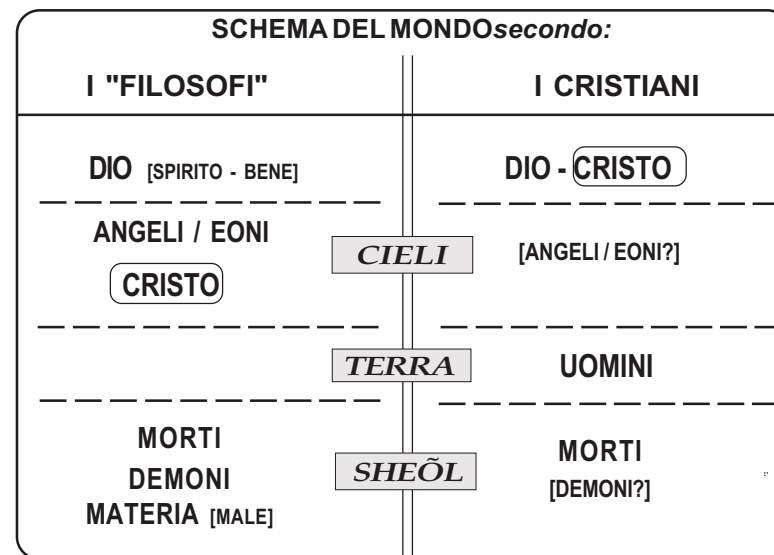 SCHEMA DEL MONDO secondo:
I "FILOSOFI"
I CRISTIANI
DIO [SPIRITO - BENE]
DIO - CRISTO
ANGELI / EONI
CRISTO
CIELI
[ANGELI / EONI?]
TERRA
UOMINI
MORTI
DEMONI
MATERIA [MALE]
SHEÕL
MORTI
[DEMONI?]